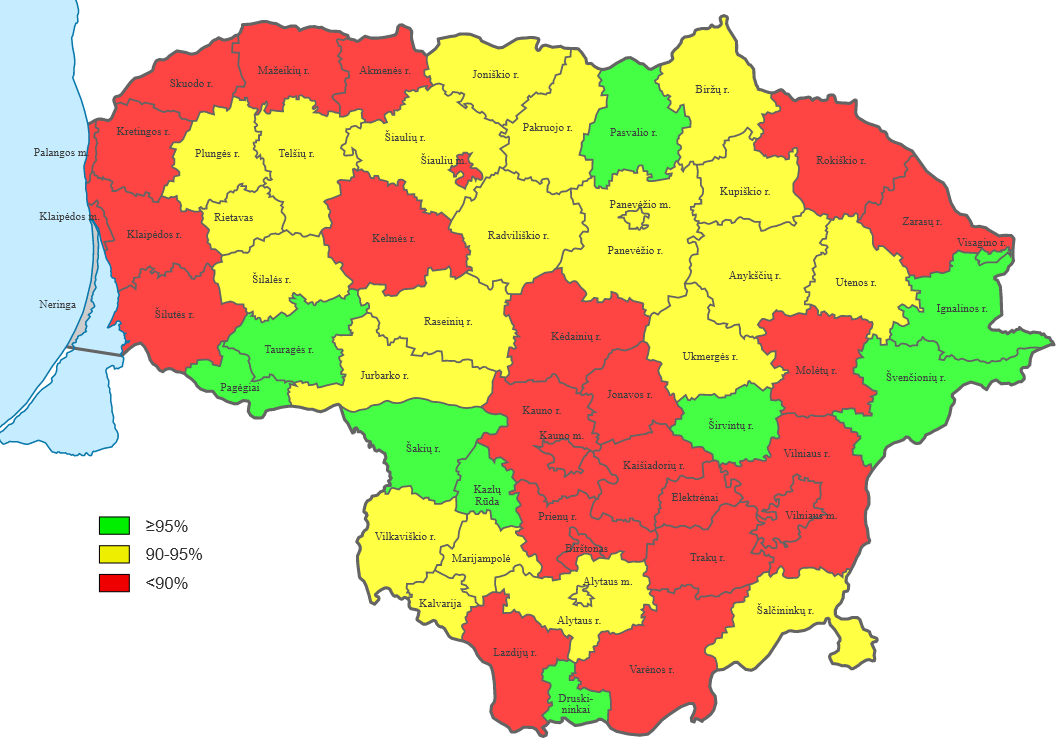 Skuodo r.
Mažeikių r.
Akmenės r.
Joniškio r.
Biržų r.
Kretingos r.
Palangos m.
Plungės r.
Telšių r.
Šiaulių r.
Šiaulių m.
Pakruojo r.
Pasvalio r.
Rokiškio r.
Kupiškio r.
Panevėžio m.
Klaipėdos m.
Klaipėdos r.
Rietavas
Kelmės r.
Radviliškio r.
Panevėžio r.
Zarasų r.
Visagino r.
Neringa
Šilutės r.
Šilalės r.
Anykščių r.
Utenos r.
Ignalinos r.
Raseinių r.
Tauragės r.
Kėdainių r.
Ukmergės r.
Molėtų r.
Švenčionių r.
Pagėgiai
Jurbarko r.
Jonavos r.
Kauno r.
Kauno m.
Širvintų r.
Šakių r.
Kaišiadorių r.
Vilniaus r.
Kazlų
Rūda
Elektrėnai
Prienų r.
Vilniaus m.
≥95%
90-95%
<90%
Vilkaviškio r.
Marijampolė
Birštonas
Trakų r.
Alytaus m.
Kalvarija
Alytaus r.
Šalčininkų r.
Lazdijų r.
Varėnos r.
Druski-
ninkai